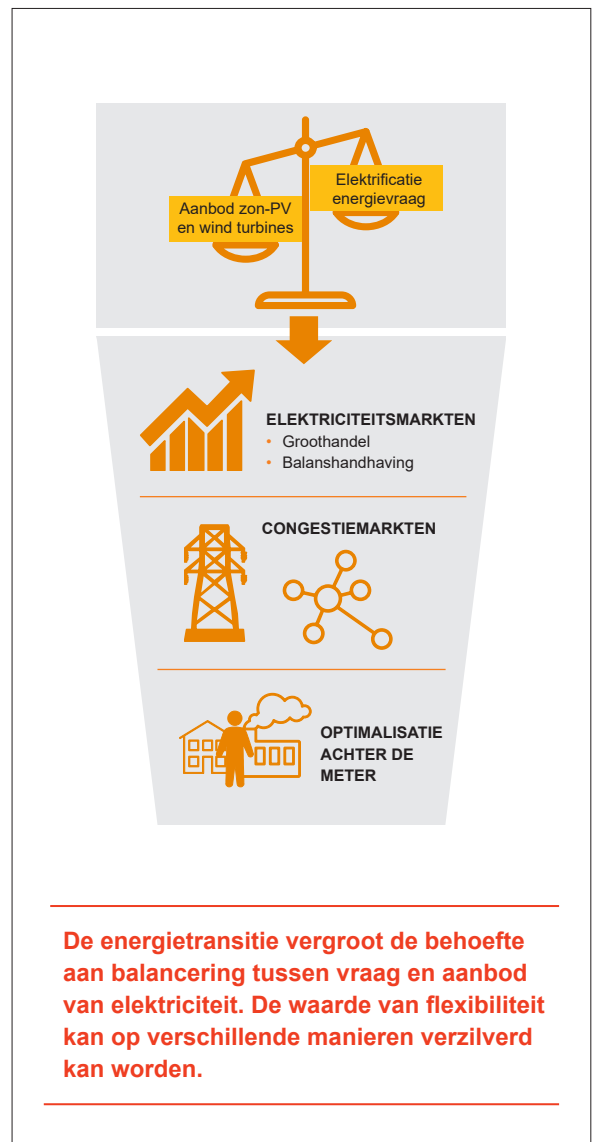 Elektrificatie
energievraag
Aanbod zon-PV
en wind turbines
ELEKTRICITEITSMARKTEN
• Groothandel
• Balanshandhaving
CONGESTIEMARKTEN
OPTIMALISATIE
ACHTER DE
METER
De energietransitie vergroot de behoefte
aan balancering tussen vraag en aanbod
van elektriciteit. De waarde van flexibiliteit
kan op verschillende manieren verzilverd
kan worden.